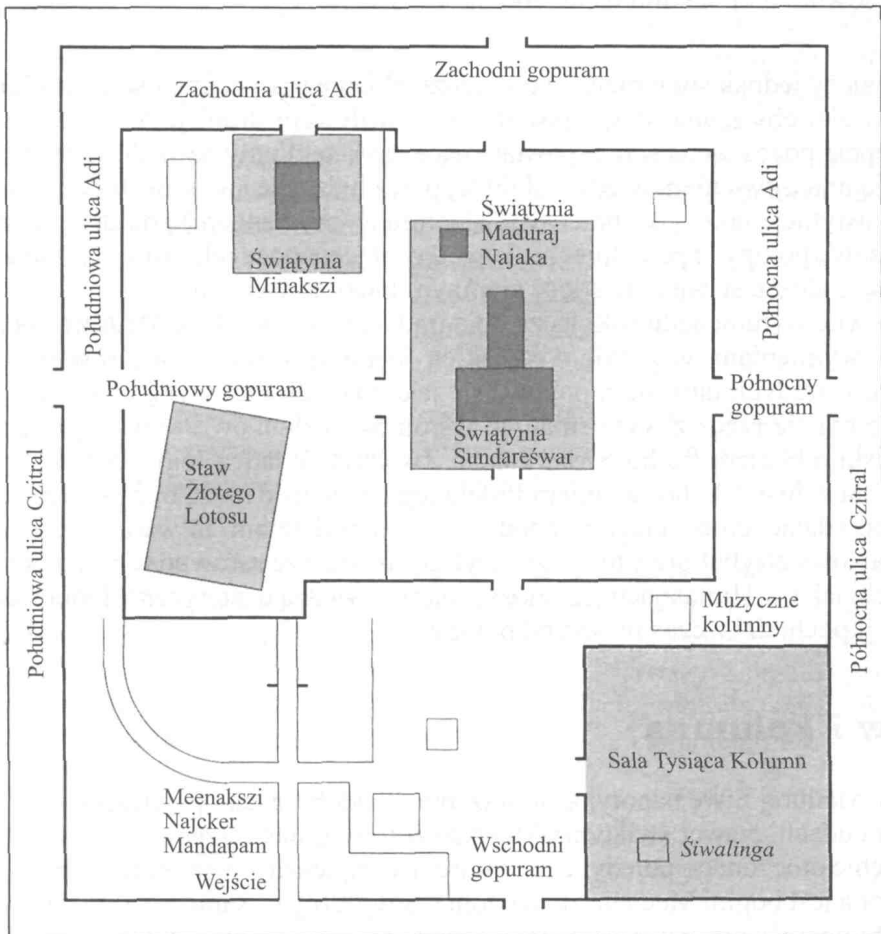 Zachodni gopuram
Zachodnia ulica Adi
Południowa ulica Adi
Północna ulica Adi
Świątynia
Maduraj
Najaka
Świątynia
Minakszi
Południowy gopuram
Północny
gopuram
Świątynia
Sundareśwar
Staw
Złotego
Lotosu
Południowa ulica Czitral
Północna ulica Czitral
Muzyczne
kolumny
Sala Tysiąca Kolumn
Meenakszi
Najcker
Mandapam
Wejście
Wschodni
gopuram
Śiwalinga